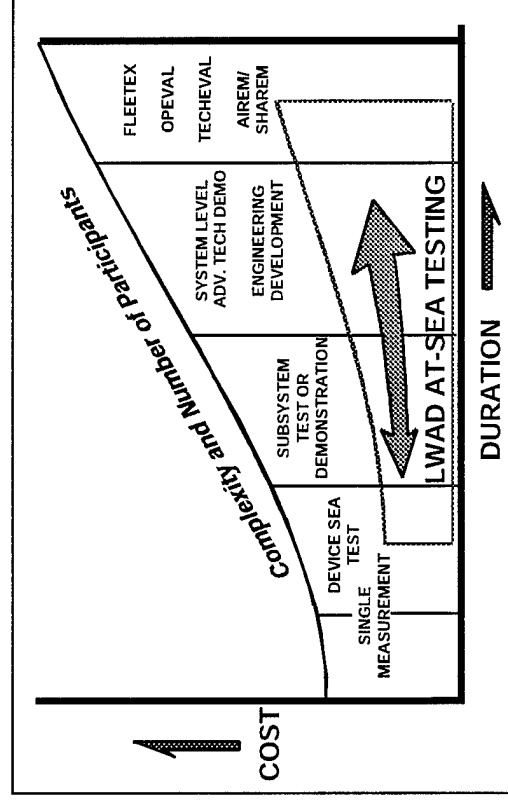 Complexity and Number of Participants
FLEETEX
OPEVAL
TECHEVAL
AIREM/
SHAREM
SYSTEM LEVEL
ADV. TECH DEMO
ENGINEERING
DEVELOPMENT
SUBSYSTEM
TEST OR
DEMONSTRATION
DEVICE SEA
TEST
SINGLE
MEASUREMENT
LWAD AT-SEA TESTING
COST
DURATION